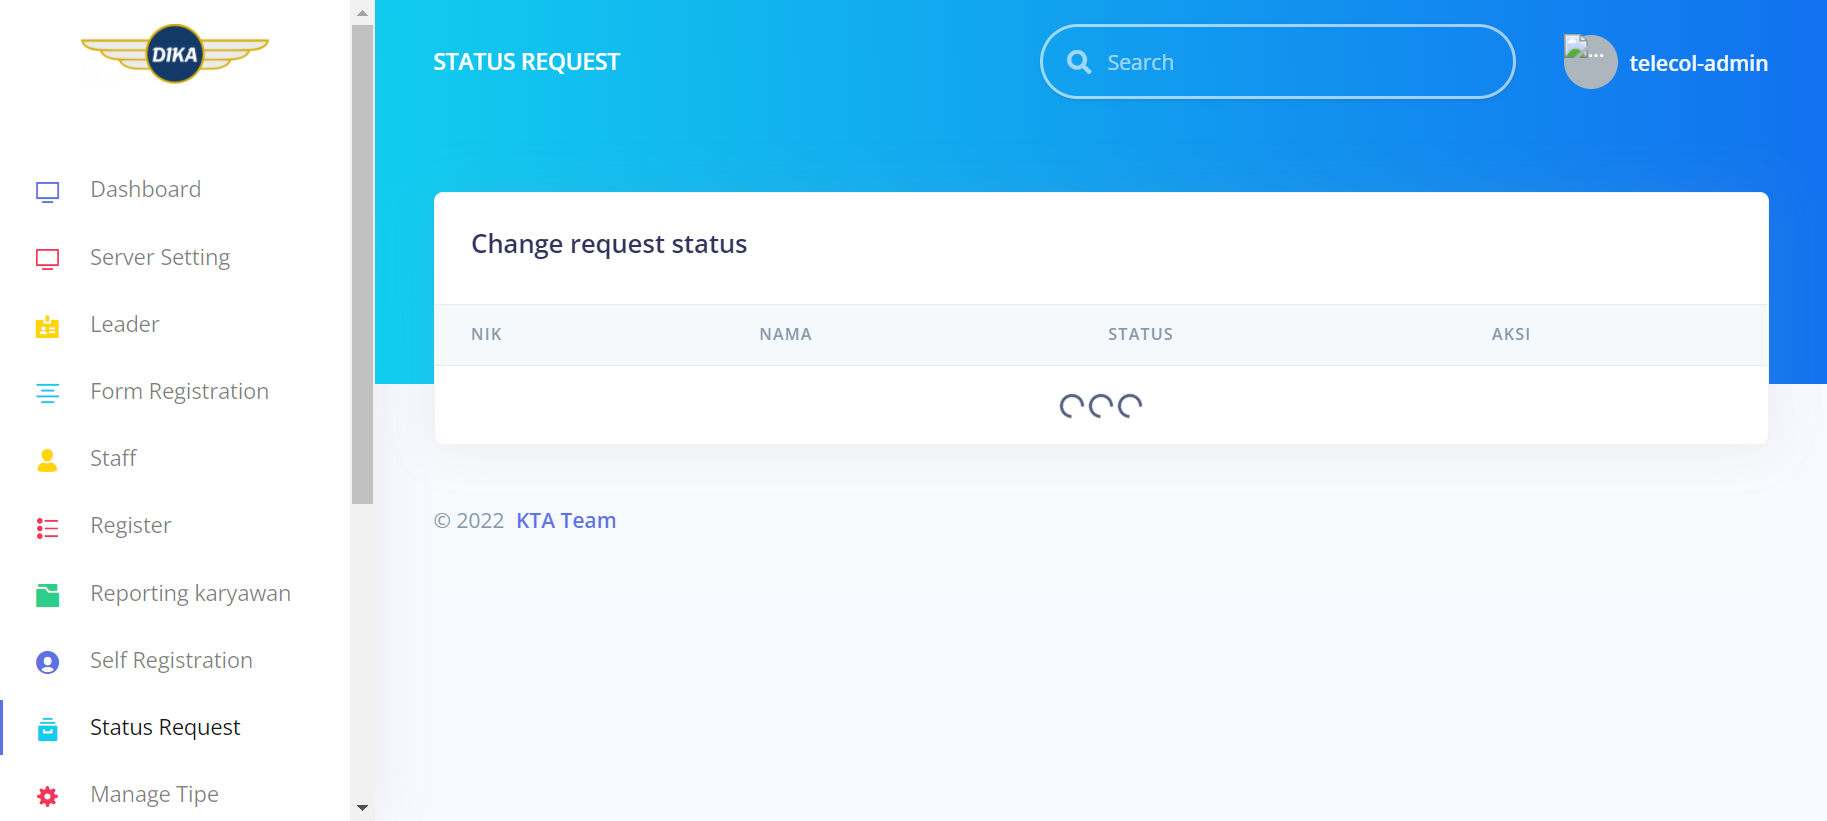 DIKA
Dashboard
Server Setting
Leader
Form Registration
Staff
Register
Reporting karyawan
Self Registration
Status Request
Manage Tipe
STATUS REQUEST
Search
...
telecol-admin
Change request status
NIK NAMA STATUS AKSI
© 2022 KTA Team